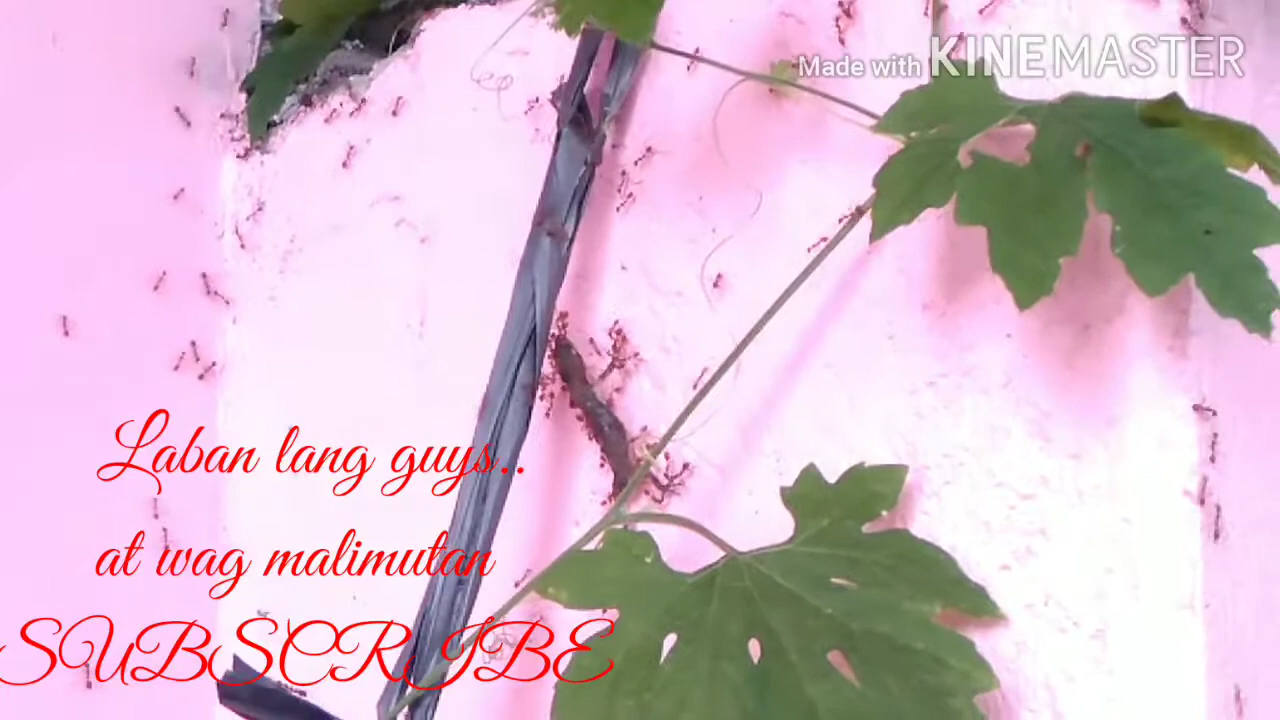 Made with KINEMASTER
Laban lang guys..
at wag malimutan
SUBSCRIBE